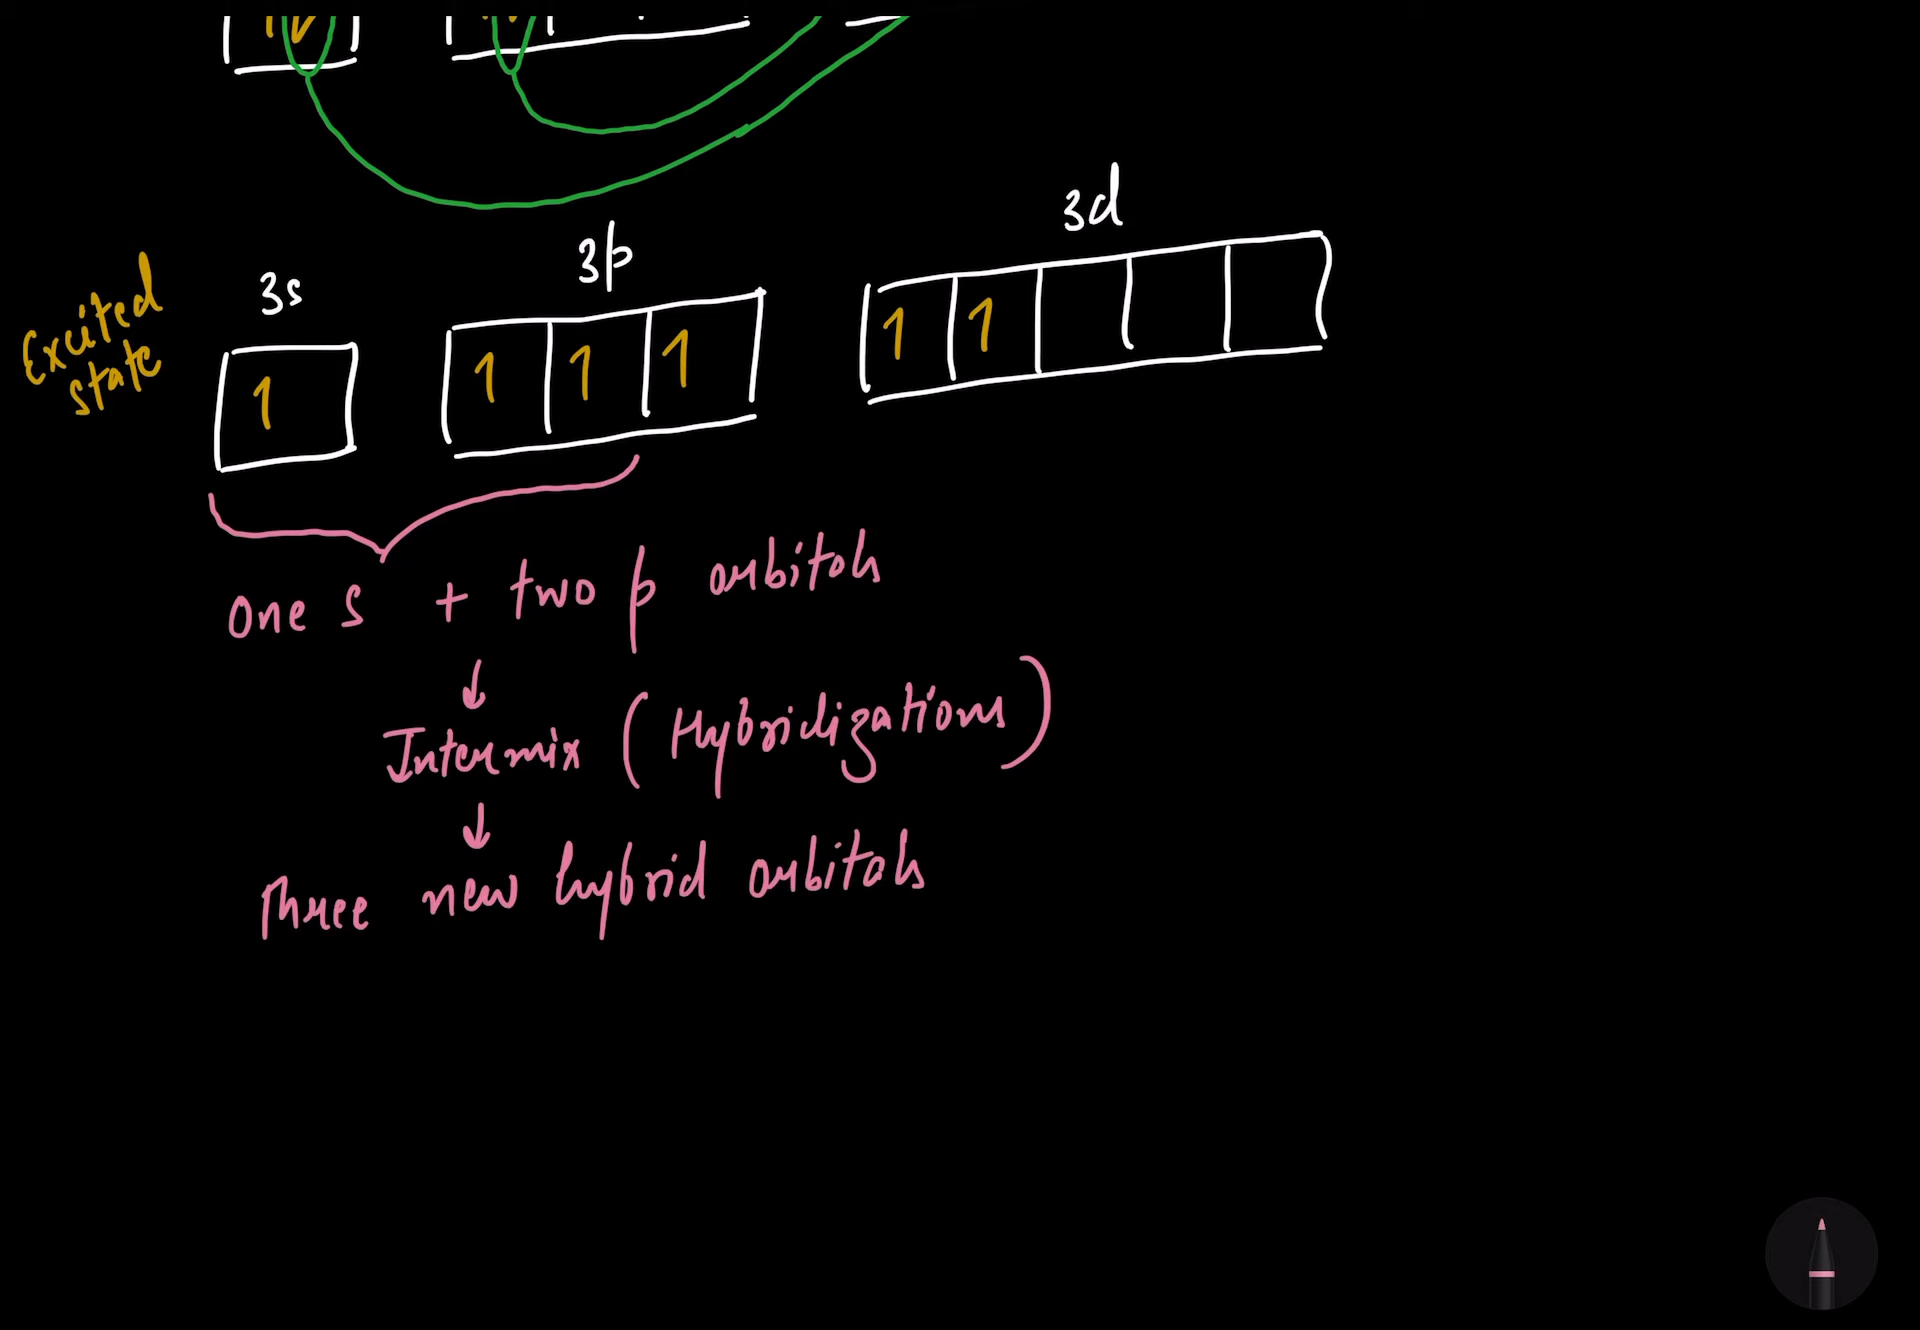 3s 3p 3d
Excited
state
1 1 1 1 1 1
One s + two p orbitals
↓
Intermix (Hybridizations)
↓
Three new hybrid orbitals